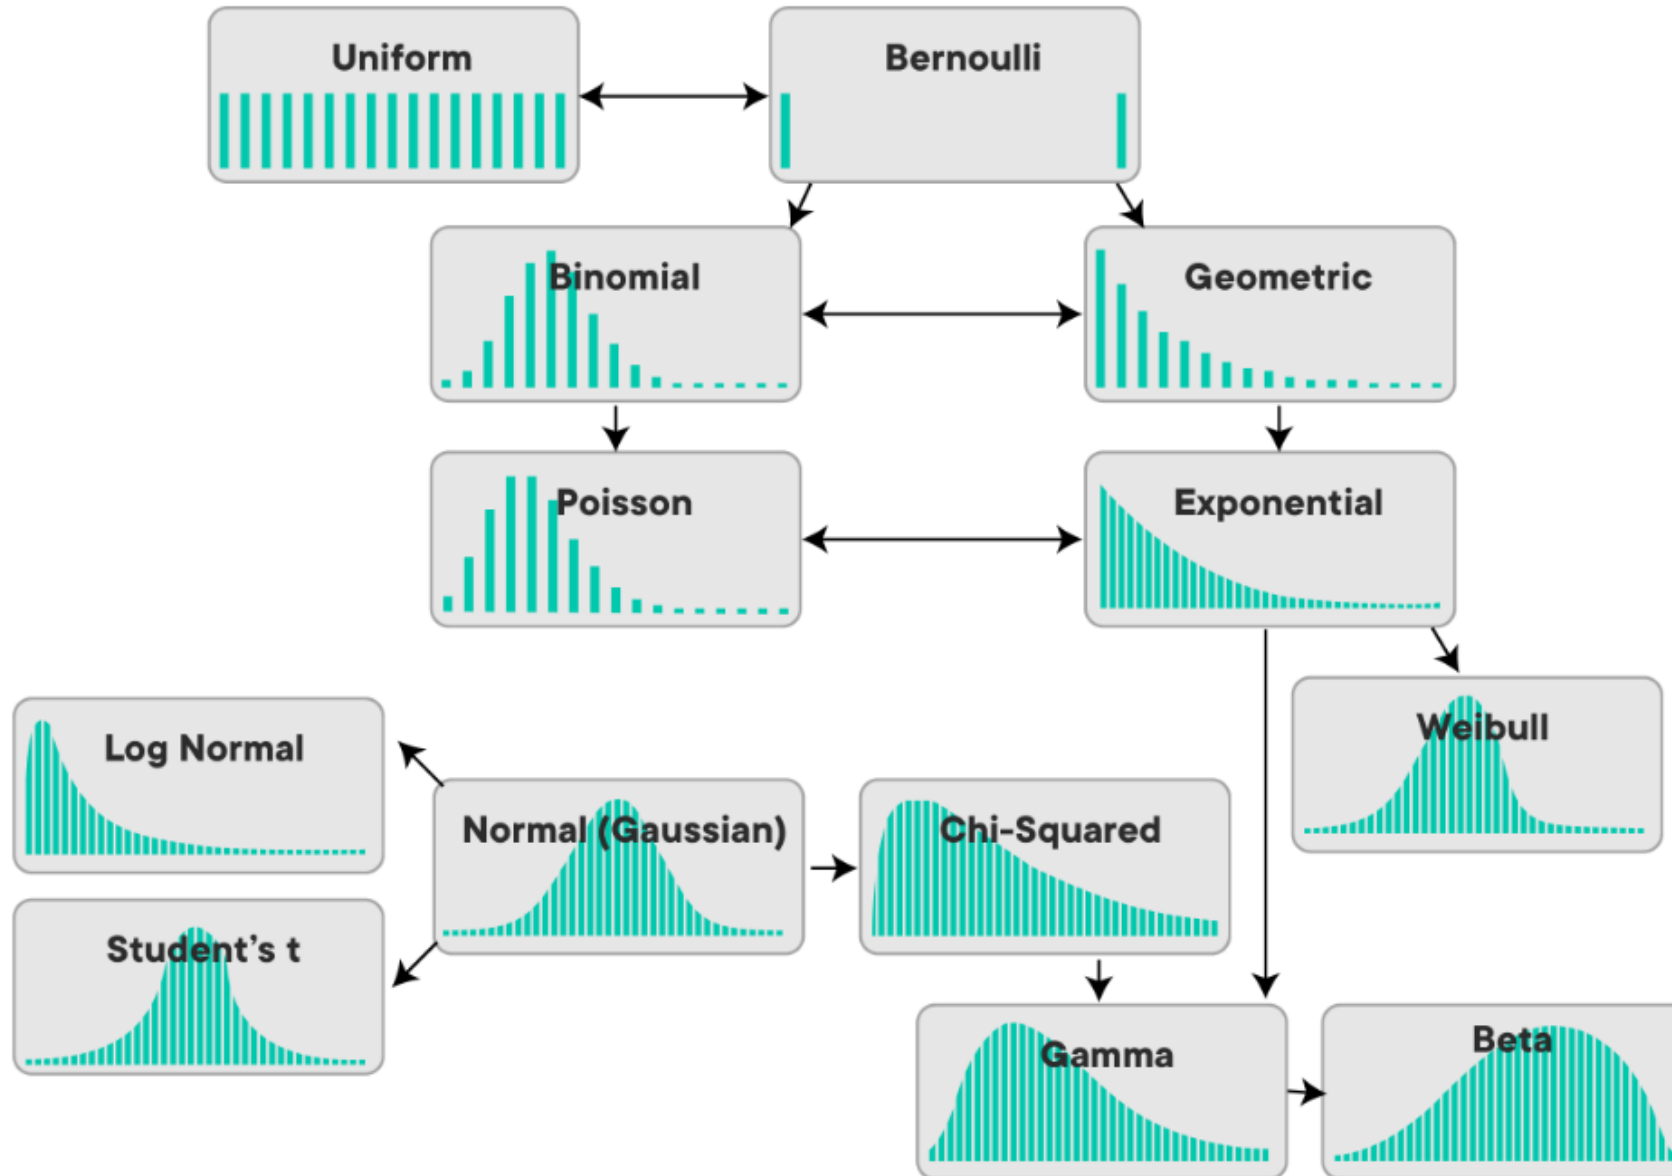 Uniform
Bernoulli
Binomial
Geometric
Poisson
Exponential
Weibull
Log Normal
Normal (Gaussian)
Chi-Squared
Student’s t
Gamma
Beta